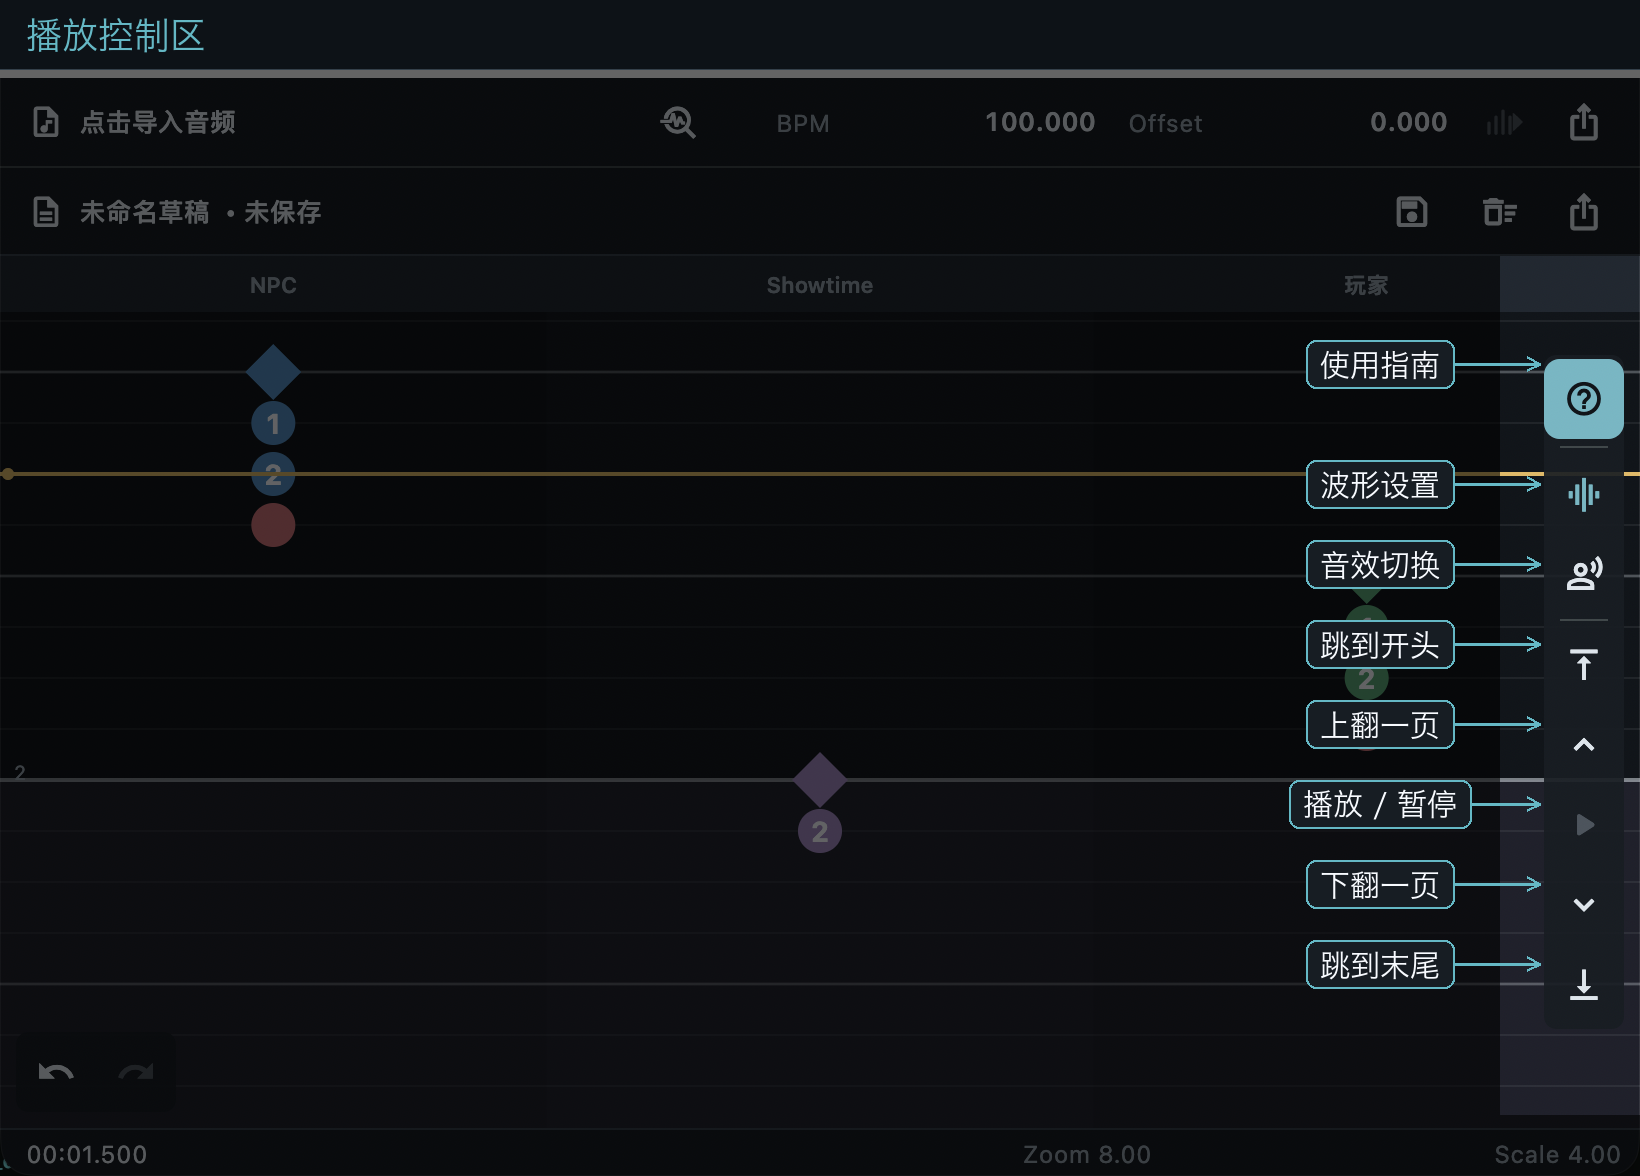 播放控制区
点击导入音频 BPM 100.000 Offset 0.000
未命名草稿 • 未保存
NPC Showtime 玩家
使用指南
1
2
波形设置
音效切换
跳到开头
2
上翻一页
2
播放 / 暂停
2
下翻一页
跳到末尾
00:01.500 Zoom 8.00 Scale 4.00